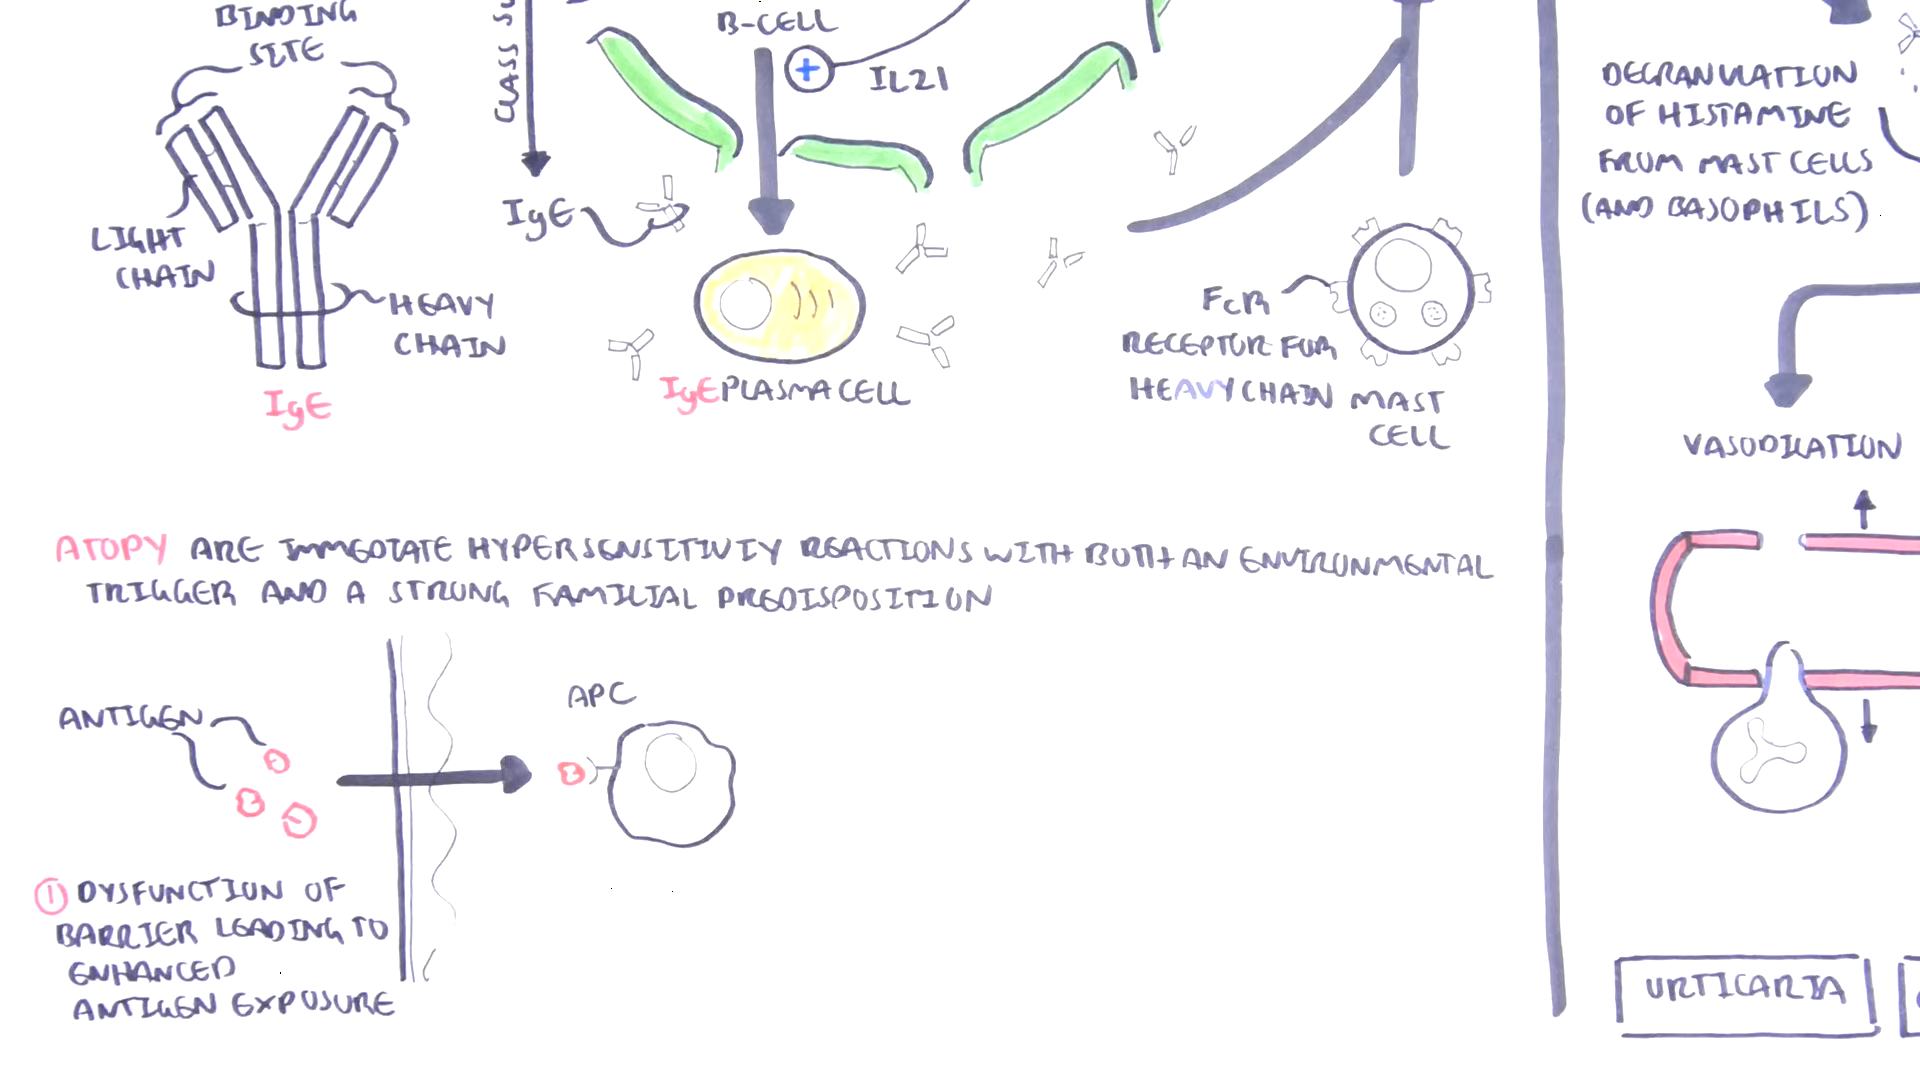 BINDING
SITE
LIGHT
CHAIN
HEAVY
CHAIN
IgE
CLASS
IgE
B-CELL
+
IL21
IgE PLASMA CELL
FcR
RECEPTOR FOR
HEAVY CHAIN
MAST
CELL
DEGRANULATION
OF HISTAMINE
FROM MAST CELLS
(AND BASOPHILS)
VASODILATION
ATOPY ARE IMMEDIATE HYPERSENSITIVITY REACTIONS WITH BOTH AN ENVIRONMENTAL
TRIGGER AND A STRONG FAMILIAL PREDISPOSITION
ANTIGEN
APC
1 DYSFUNCTION OF
BARRIER LEADING TO
ENHANCED
ANTIGEN EXPOSURE
URTICARIA